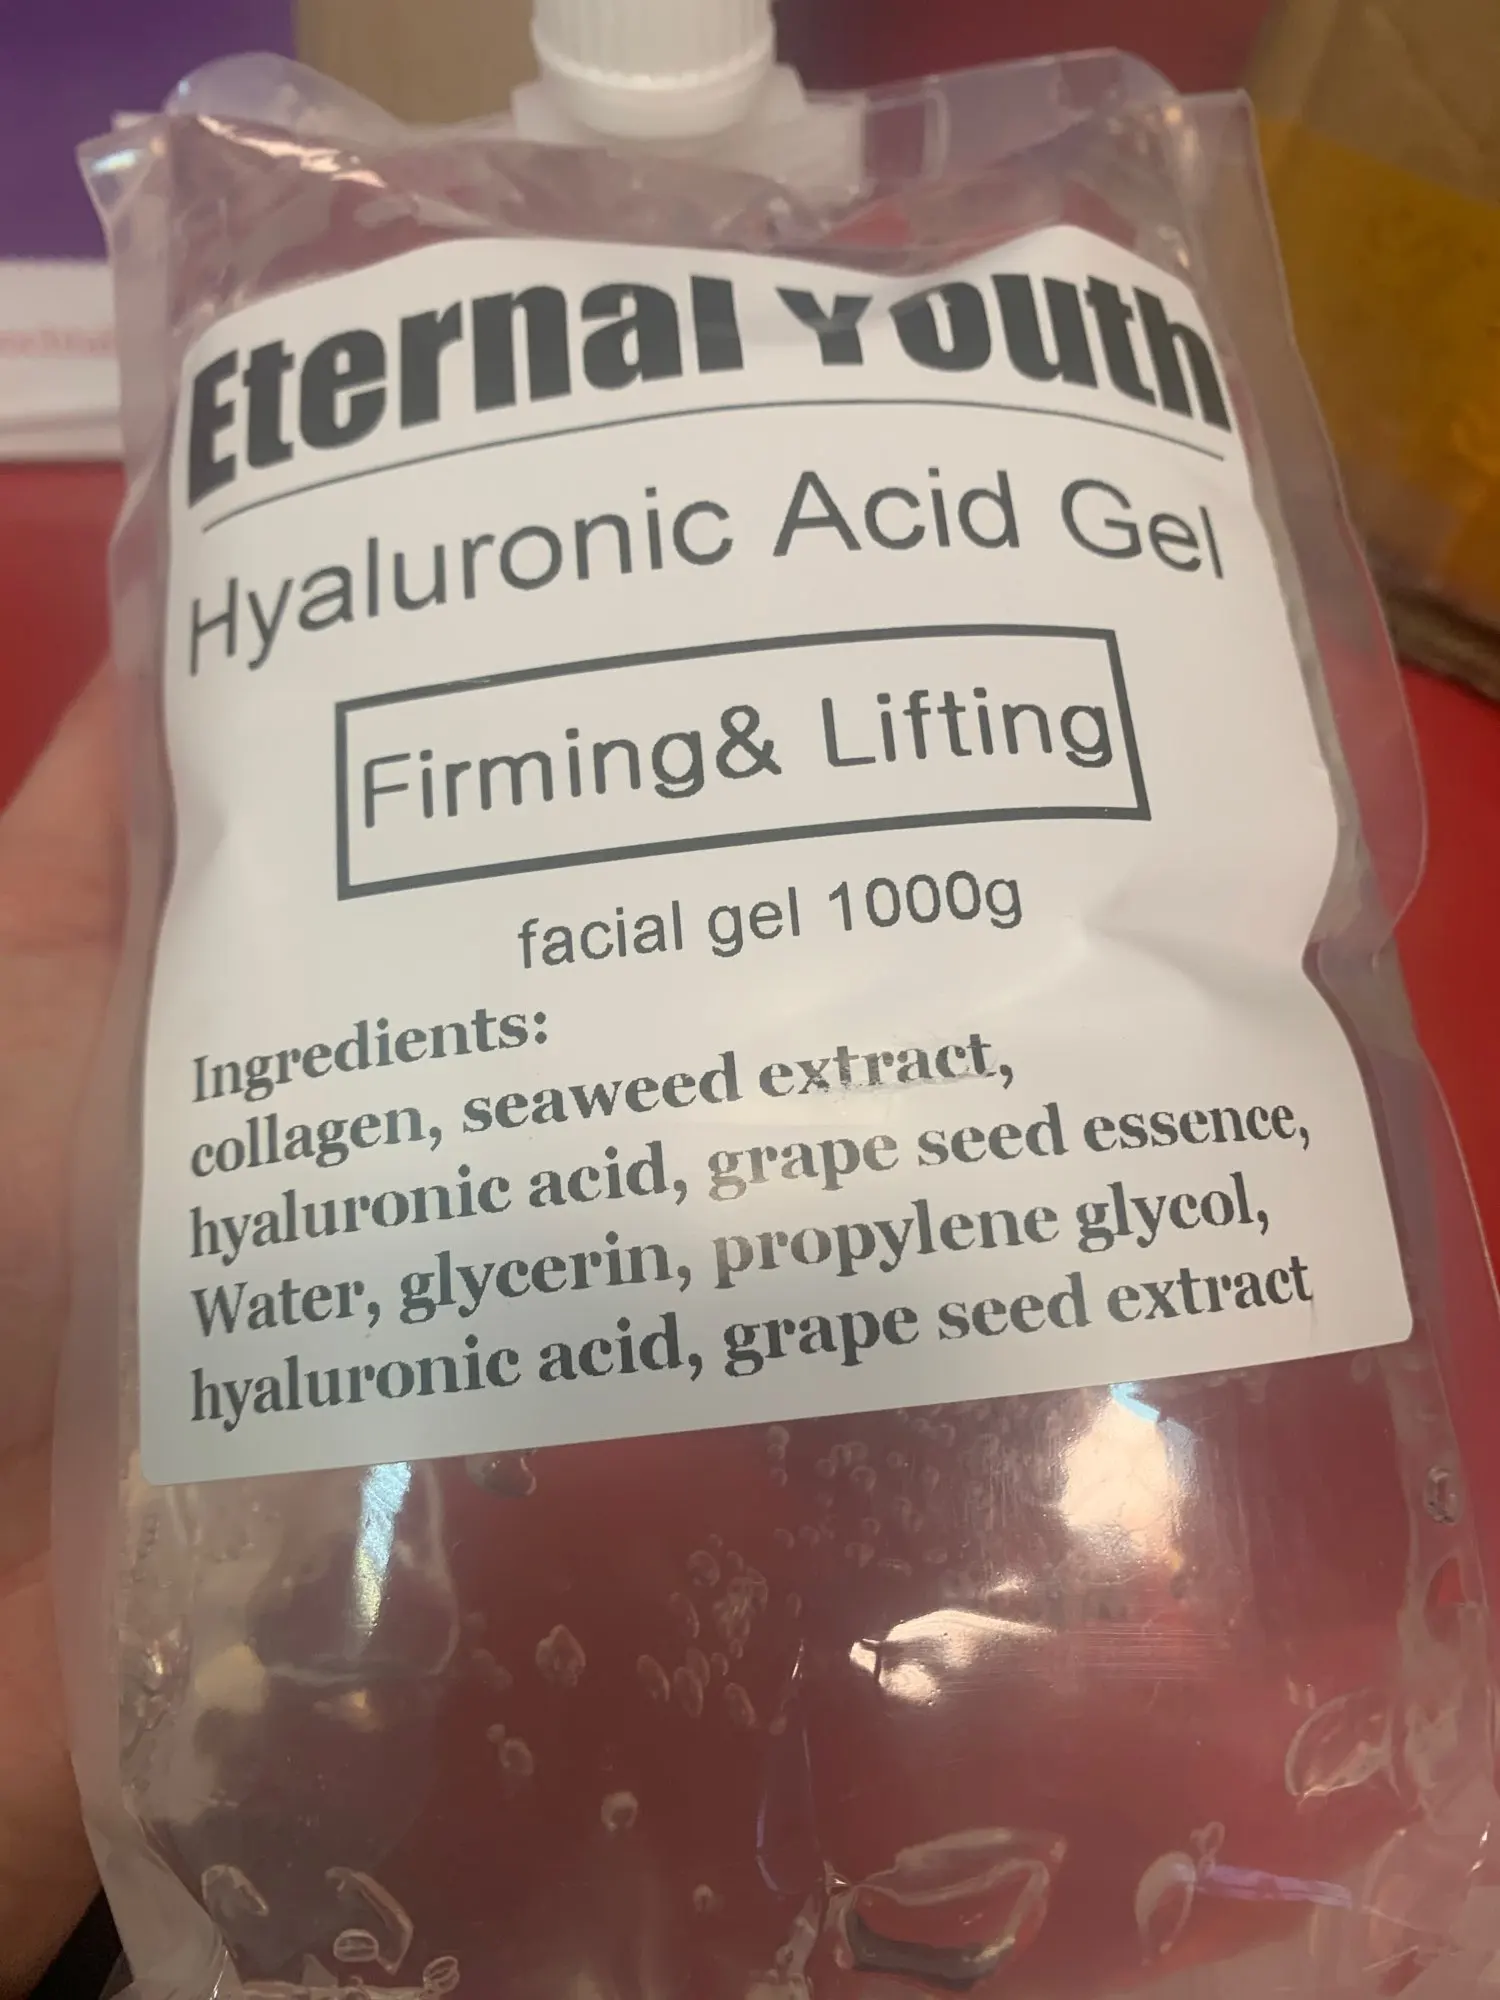 Eternal Youth
Hyaluronic Acid Gel
Firming& Lifting
facial gel 1000g
Ingredients:
collagen, seaweed extract,
hyaluronic acid, grape seed essence,
Water, glycerin, propylene glycol,
hyaluronic acid, grape seed extract